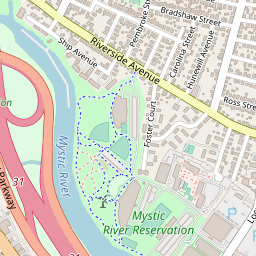 Bradshaw Street
Pembroke St
Carolina Street
Hunewill Avenue
Riverside Avenue
Ship Avenue
Ross Stre
Foster Court
Mystic
River
31
Parkway
Mystic
River Reservation
P
P